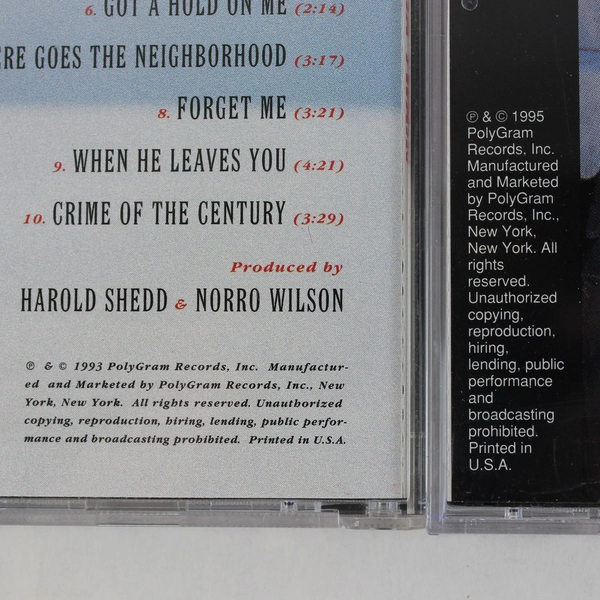 6. GOT A HOLD ON ME (2:14)
GOES THE NEIGHBORHOOD (3:17)
8. FORGET ME (3:21)
9. WHEN HE LEAVES YOU (4:21)
10. CRIME OF THE CENTURY (3:29)
Produced by
HAROLD SHEDD & NORRO WILSON
℗ & © 1993 PolyGram Records, Inc. Manufactur-
ed and Marketed by PolyGram Records, Inc., New
York, New York. All rights reserved. Unauthorized
copying, reproduction, hiring, lending, public perfor-
mance and broadcasting prohibited. Printed in U.S.A.
℗ & © 1995
PolyGram
Records, Inc.
Manufactured
and Marketed
by PolyGram
Records, Inc.,
New York,
New York. All
rights
reserved.
Unauthorized
copying,
reproduction,
hiring,
lending, public
performance
and
broadcasting
prohibited.
Printed in
U.S.A.